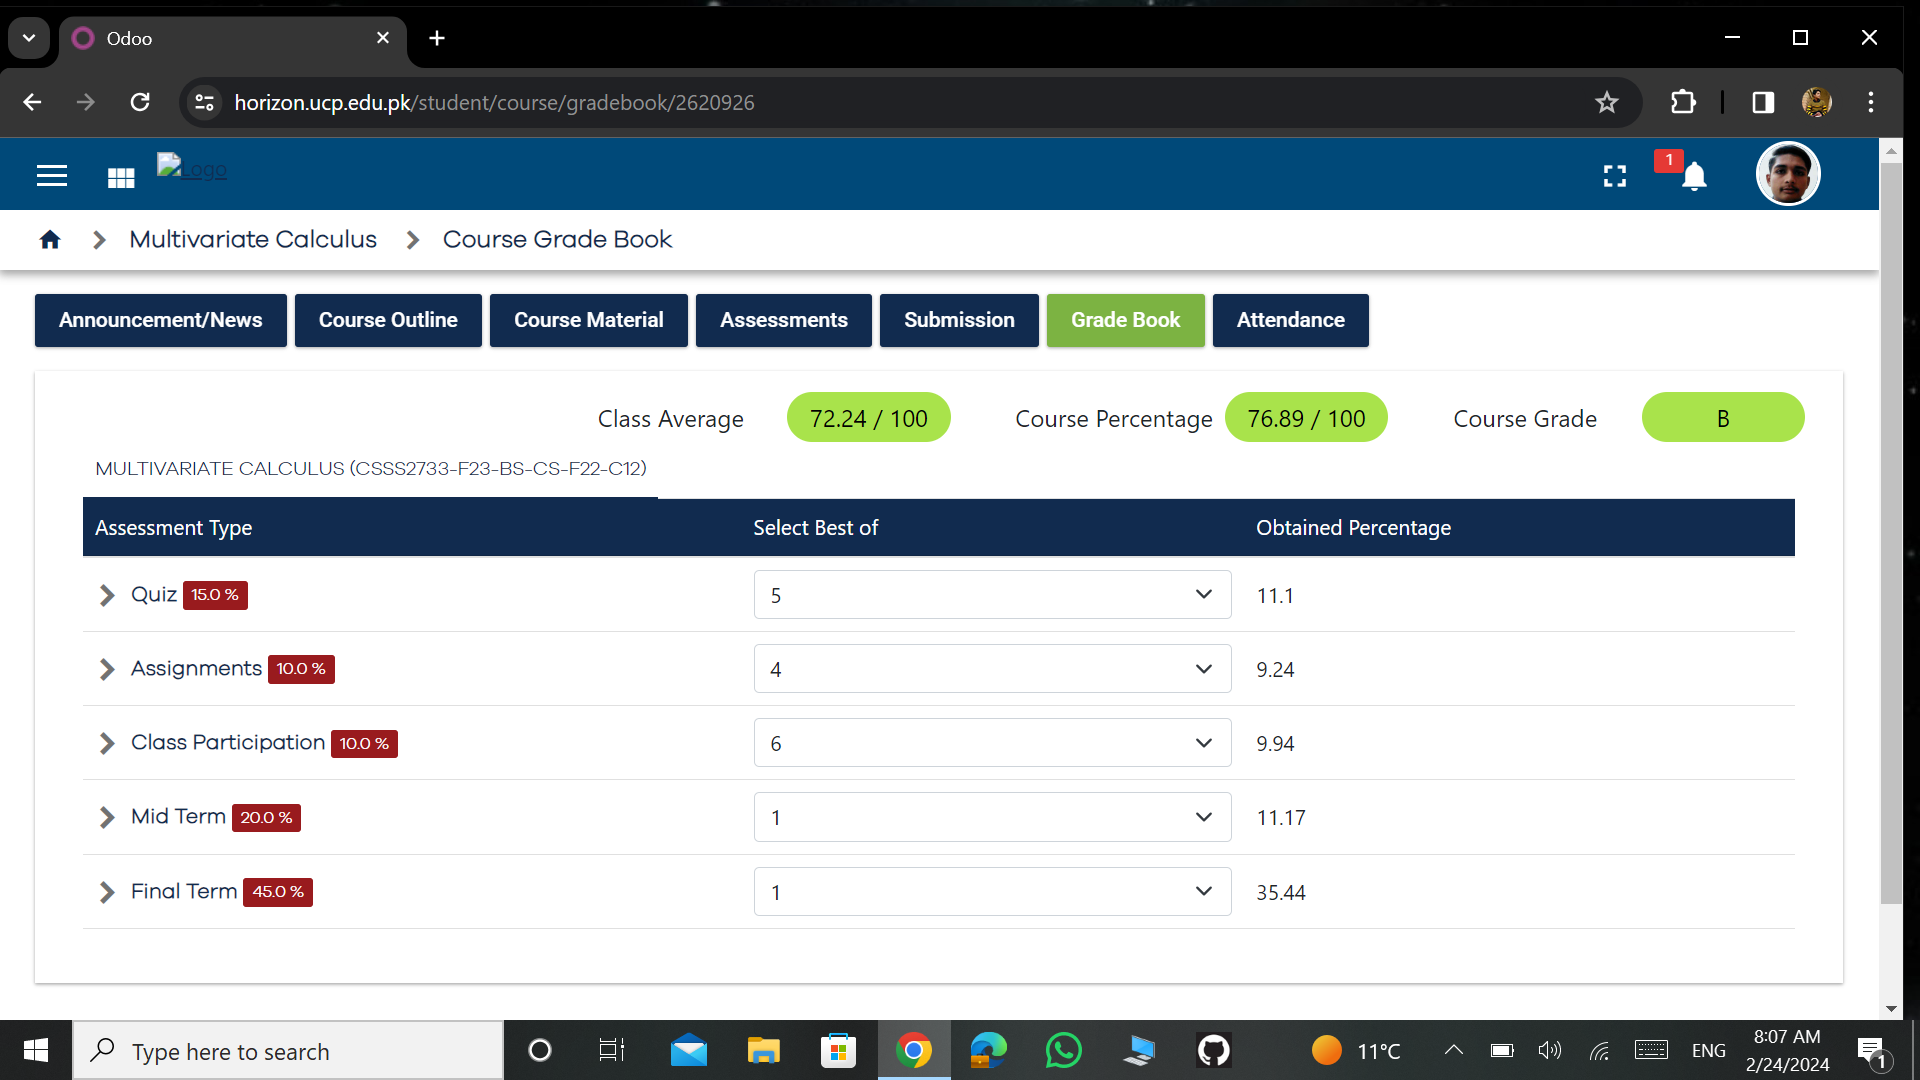 Odoo
horizon.ucp.edu.pk/student/course/gradebook/2620926
Logo
1
Multivariate Calculus
Course Grade Book
Announcement/News
Course Outline
Course Material
Assessments
Submission
Grade Book
Attendance
Class Average 72.24 / 100 Course Percentage 76.89 / 100 Course Grade B
MULTIVARIATE CALCULUS (CSSS2733-F23-BS-CS-F22-C12)
Assessment Type Select Best of Obtained Percentage
Quiz 15.0 % 5 11.1
Assignments 10.0 % 4 9.24
Class Participation 10.0 % 6 9.94
Mid Term 20.0 % 1 11.17
Final Term 45.0 % 1 35.44
Type here to search
11°C
ENG
8:07 AM
2/24/2024
1